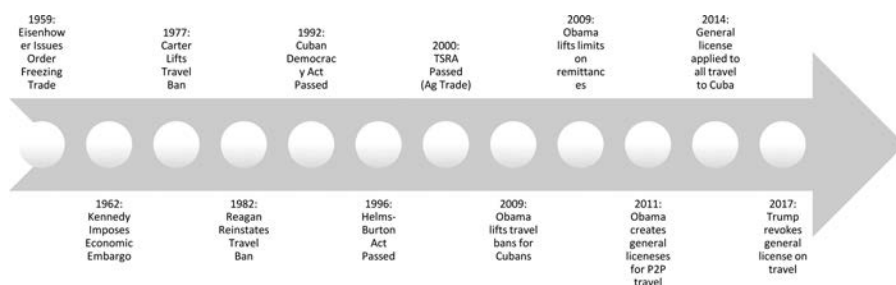 1959:
Eisenhow
er Issues
Order
Freezing
Trade
1962:
Kennedy
Imposes
Economic
Embargo
1977:
Carter
Lifts
Travel
Ban
1982:
Reagan
Reinstates
Travel
Ban
1992:
Cuban
Democrac
y Act
Passed
1996:
Helms-
Burton
Act
Passed
2000:
TSRA
Passed
(Ag Trade)
2009:
Obama
lifts travel
bans for
Cubans
2009:
Obama
lifts limits
on
remittanc
es
2011:
Obama
creates
general
liceneses
for P2P
travel
2014:
General
license
applied to
all travel
to Cuba
2017:
Trump
revokes
general
license on
travel